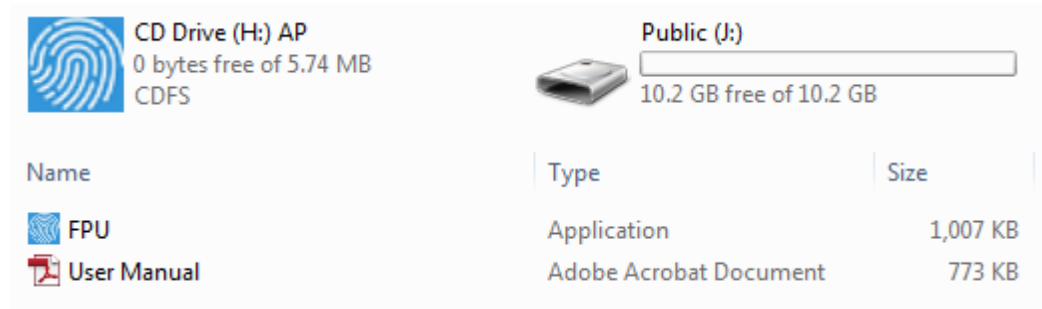 CD Drive (H:) AP
0 bytes free of 5.74 MB
CDFS
Public (J:)
10.2 GB free of 10.2 GB
Name Type Size
FPU Application 1,007 KB
User Manual Adobe Acrobat Document 773 KB